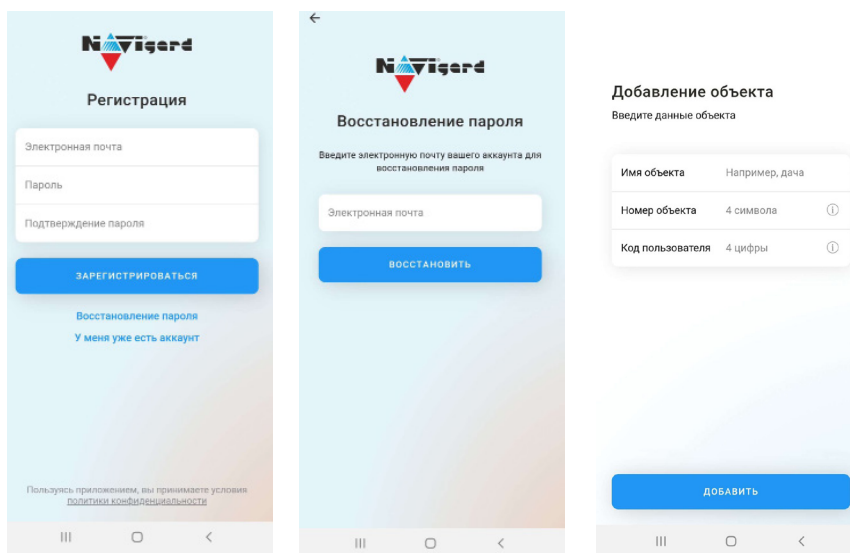 Navigard
Регистрация
Электронная почта
Пароль
Подтверждение пароля
ЗАРЕГИСТРИРОВАТЬСЯ
Восстановление пароля
У меня уже есть аккаунт
Пользуясь приложением, вы принимаете условия
политики конфиденциальности
Navigard
Восстановление пароля
Введите электронную почту вашего аккаунта для
восстановления пароля
Электронная почта
ВОССТАНОВИТЬ
Добавление объекта
Введите данные объекта
Имя объекта Например, дача
Номер объекта 4 символа
Код пользователя 4 цифры
ДОБАВИТЬ